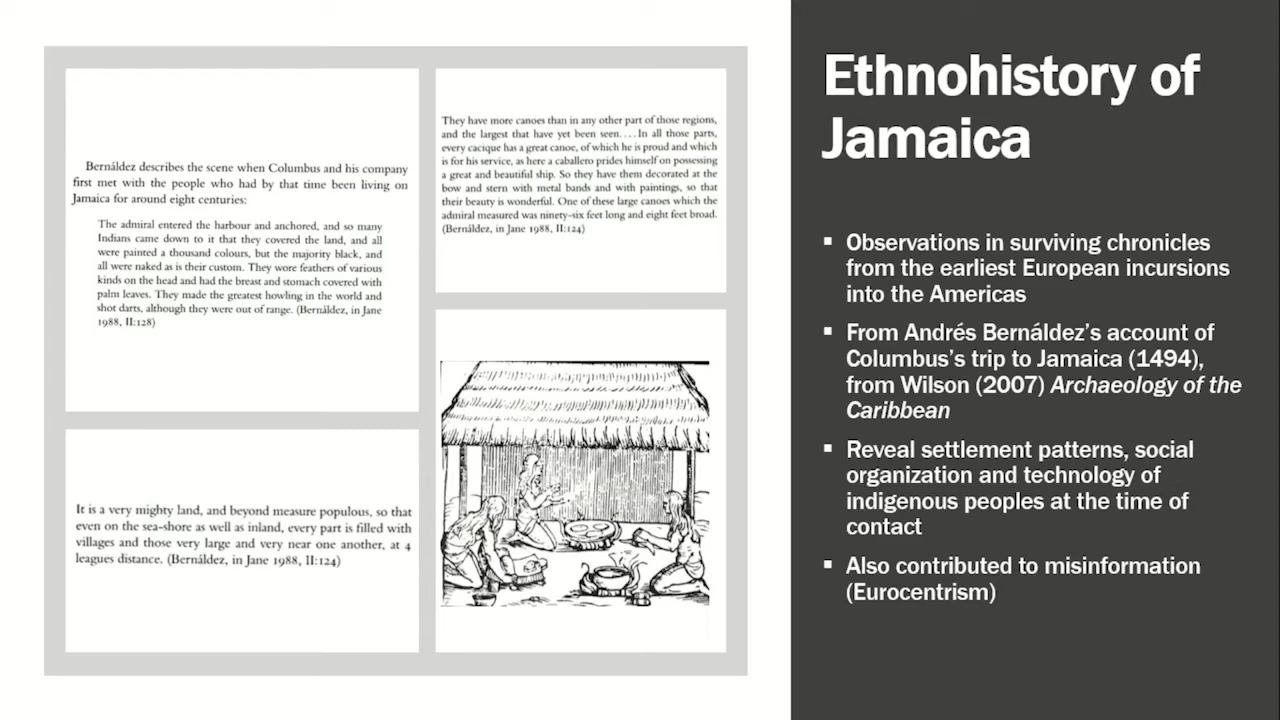 Bernáldez describes the scene when Columbus and his company
first met with the people who had by that time been living on
Jamaica for around eight centuries:
The admiral entered the harbour and anchored, and so many
Indians came down to it that they covered the land, and all
were painted a thousand colours, but the majority black, and
all were naked as is their custom. They wore feathers of various
kinds on the head and had the breast and stomach covered with
palm leaves. They made the greatest howling in the world and
shot darts, although they were out of range. (Bernáldez, in Jane
1988, II:128)
It is a very mighty land, and beyond measure populous, so that
even on the sea-shore as well as inland, every part is filled with
villages and those very large and very near one another, at 4
leagues distance. (Bernáldez, in Jane 1988, II:124)
They have more canoes than in any other part of those regions,
and the largest that have yet been seen.... In all those parts,
every cacique has a great canoe, of which he is proud and which
is for his service, as here a caballero prides himself on possessing
a great and beautiful ship. So they have them decorated at the
bow and stern with metal bands and with paintings, so that
their beauty is wonderful. One of these large canoes which the
admiral measured was ninety-six feet long and eight feet broad.
(Bernáldez, in Jane 1988, II:124)
Ethnohistory of
Jamaica
▪ Observations in surviving chronicles
from the earliest European incursions
into the Americas
▪ From Andrés Bernáldez's account of
Columbus's trip to Jamaica (1494),
from Wilson (2007) Archaeology of the
Caribbean
▪ Reveal settlement patterns, social
organization and technology of
indigenous peoples at the time of
contact
▪ Also contributed to misinformation
(Eurocentrism)